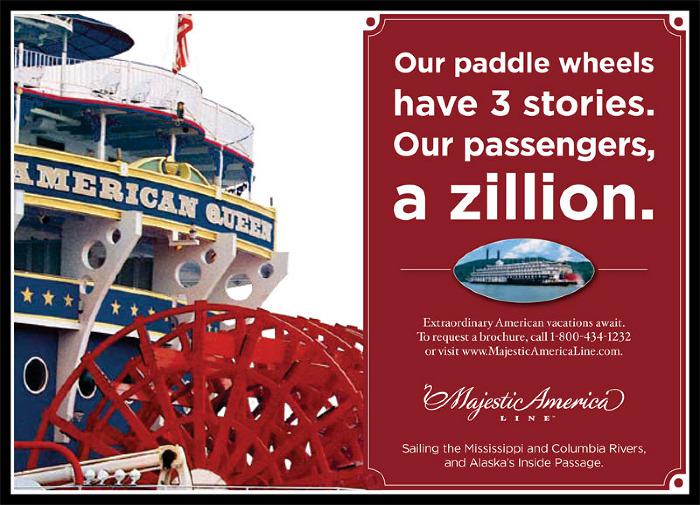 AMERICAN QUEEN
Our paddle wheels
have 3 stories.
Our passengers,
a zillion.
Extraordinary American vacations await.
To request a brochure, call 1-800-434-1232
or visit www.MajesticAmericaLine.com.
Majestic America
LINE™
Sailing the Mississippi and Columbia Rivers,
and Alaska's Inside Passage.